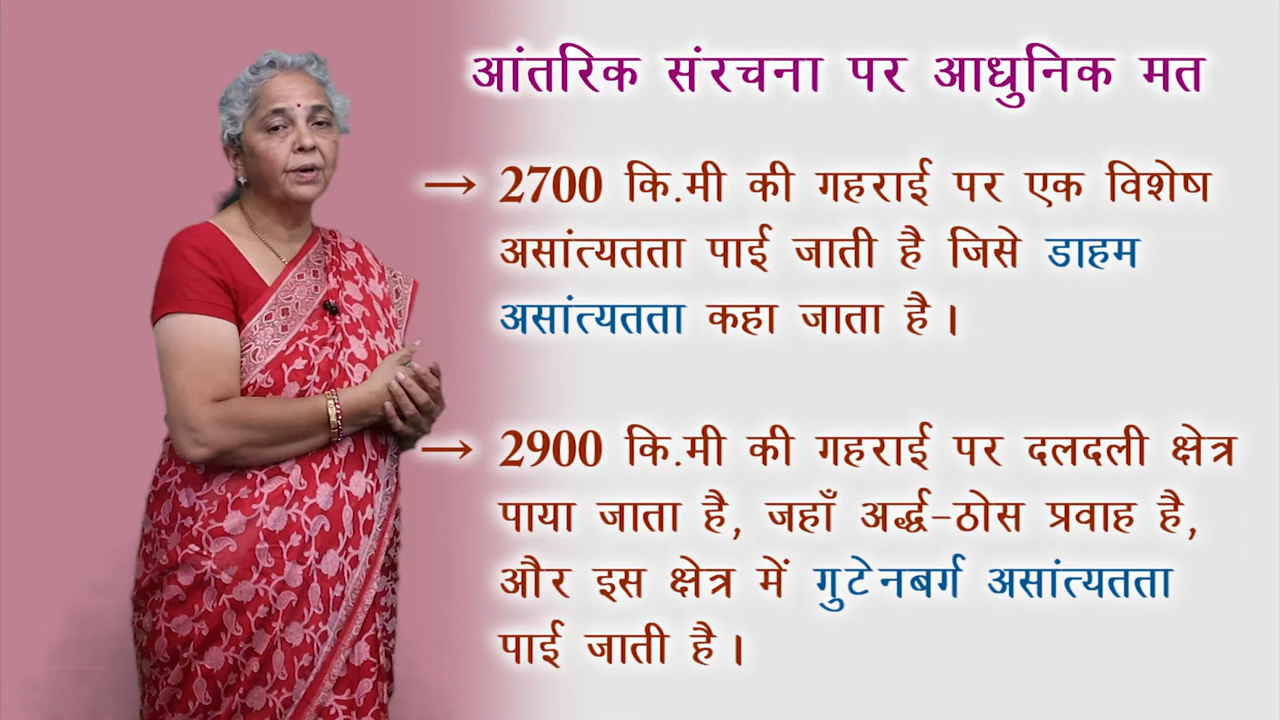 आंतरिक संरचना पर आधुनिक मत
→ 2700 कि.मी की गहराई पर एक विशेष
असांत्यतता पाई जाती है जिसे डाहम
असांत्यतता कहा जाता है।
→ 2900 कि.मी की गहराई पर दलदली क्षेत्र
पाया जाता है, जहाँ अर्द्ध-ठोस प्रवाह है,
और इस क्षेत्र में गुटेनबर्ग असांत्यतता
पाई जाती है।